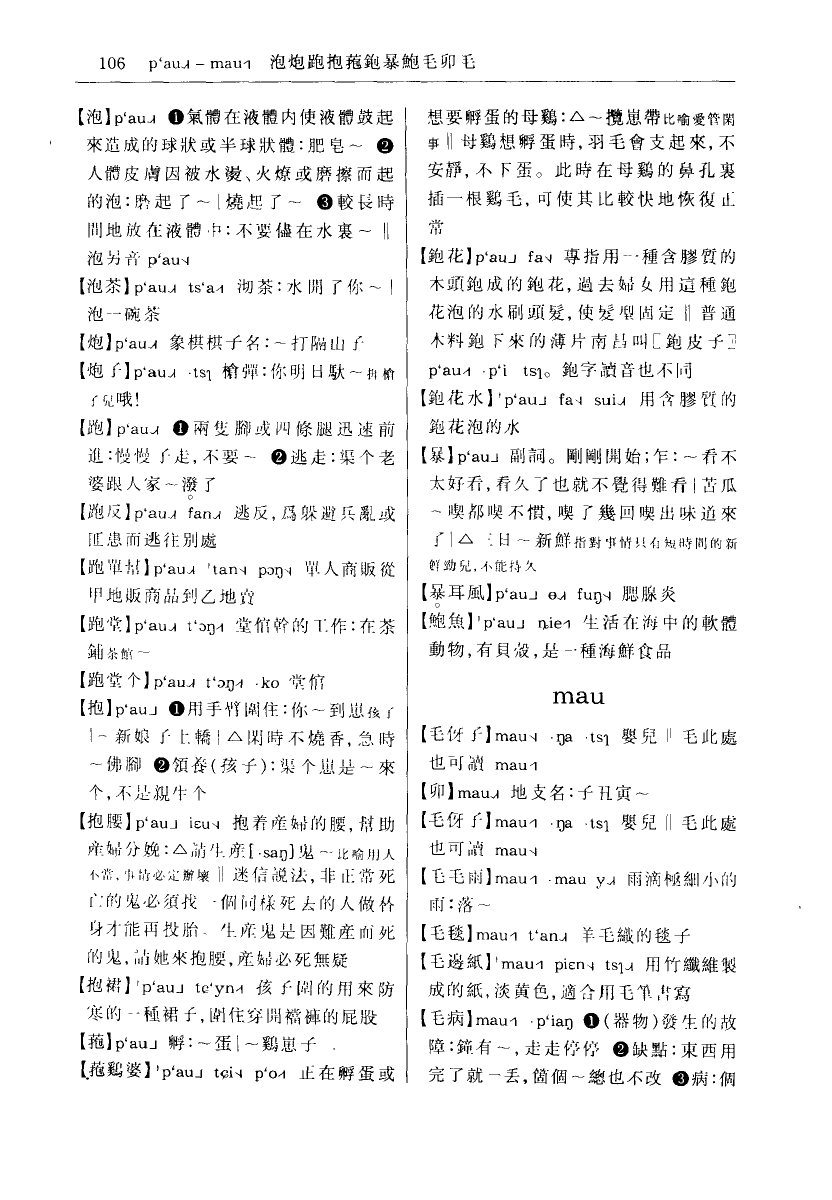 106 p‘au˩˧ – mau˧˥ 泡炮跑抱菢鉋暴鮑毛卯毛
【泡】p‘au˩˧ ❶氣體在液體内使液體鼓起
來造成的球狀或半球狀體:肥皂～ ❷
人體皮膚因被水燙、火燎或磨擦而起
的泡:磨起了～|燒起了～ ❸較長時
間地放在液體中:不要儘在水裏～ ‖
泡另音 p‘au
【泡茶】p‘au ts‘a 沏茶:水開了你～|
泡一碗茶
【炮】p‘au 象棋棋子名:～打隔山子
【炮子】p‘au ·tsɿ 槍彈:你明日馱～捱槍
子兒哦!
【跑】p‘au ❶兩隻腳或四條腿迅速前
進:慢慢子走,不要～ ❷逃走:渠个老
婆跟人家～潑了
【跑反】p‘au fan 逃反,爲躲避兵亂或
匪患而逃往別處
【跑單幫】p‘au ˈtan pɔŋ 單人商販從
甲地販商品到乙地賣
【跑堂】p‘au t‘ɔŋ 堂倌幹的工作:在茶
鋪茶館～
【跑堂个】p‘au t‘ɔŋ ·ko 堂倌
【抱】p‘au˩ ❶用手臂圍住:你～到崽孩子
|～新娘子上轎|△閑時不燒香,急時
～佛腳 ❷領養(孩子):渠个崽是～來
个,不是親生个
【抱腰】p‘au˩ iɛu 抱着産婦的腰,幫助
産婦分娩:△請生産[·saŋ]鬼～比喻用人
不當,事情必定辦壞‖迷信説法,非正常死
亡的鬼必須找一個同樣死去的人做替
身才能再投胎。生産鬼是因難産而死
的鬼,請她來抱腰,産婦必死無疑
【抱裙】ˈp‘au˩ tɕ‘yn 孩子圍的用來防
寒的一種裙子,圍住穿開襠褲的屁股
【菢】p‘au˩ 孵:～蛋|～鷄崽子
【菢鷄婆】ˈp‘au˩ tɕi p‘o 正在孵蛋或
想要孵蛋的母鷄:△～攬崽帶比喻愛管閑
事‖母鷄想孵蛋時,羽毛會支起來,不
安靜,不下蛋。此時在母鷄的鼻孔裏
插一根鷄毛,可使其比較快地恢復正
常
【鉋花】p‘au˩ fa 專指用一種含膠質的
木頭鉋成的鉋花,過去婦女用這種鉋
花泡的水刷頭髮,使髮型固定‖普通
木料鉋下來的薄片南昌叫[鉋皮子]
p‘au ·p‘i tsɿ。鉋字讀音也不同
【鉋花水】ˈp‘au˩ fa sui 用含膠質的
鉋花泡的水
【暴】p‘au˩ 副詞。剛剛開始;乍:～看不
太好看,看久了也就不覺得難看|苦瓜
～喫都喫不慣,喫了幾回喫出味道來
了|△三日～新鮮指對事情只有短時間的新
鮮勁兒,不能持久
【暴耳風】p‘au˩ ɵ fuŋ 腮腺炎
【鮑魚】ˈp‘au˩ ȵie 生活在海中的軟體
動物,有貝殼,是一種海鮮食品
mau
【毛伢子】mau ·ŋa ·tsɿ 嬰兒‖毛此處
也可讀 mau
【卯】mau 地支名:子丑寅～
【毛伢子】mau ·ŋa ·tsɿ 嬰兒‖毛此處
也可讀 mau
【毛毛雨】mau ·mau y 雨滴極細小的
雨:落～
【毛毯】mau t‘an 羊毛織的毯子
【毛邊紙】ˈmau piɛn tsɿ 用竹纖維製
成的紙,淡黄色,適合用毛筆書寫
【毛病】mau ·p‘iaŋ ❶(器物)發生的故
障:鐘有～,走走停停 ❷缺點:東西用
完了就一丢,箇個～總也不改 ❸病:個